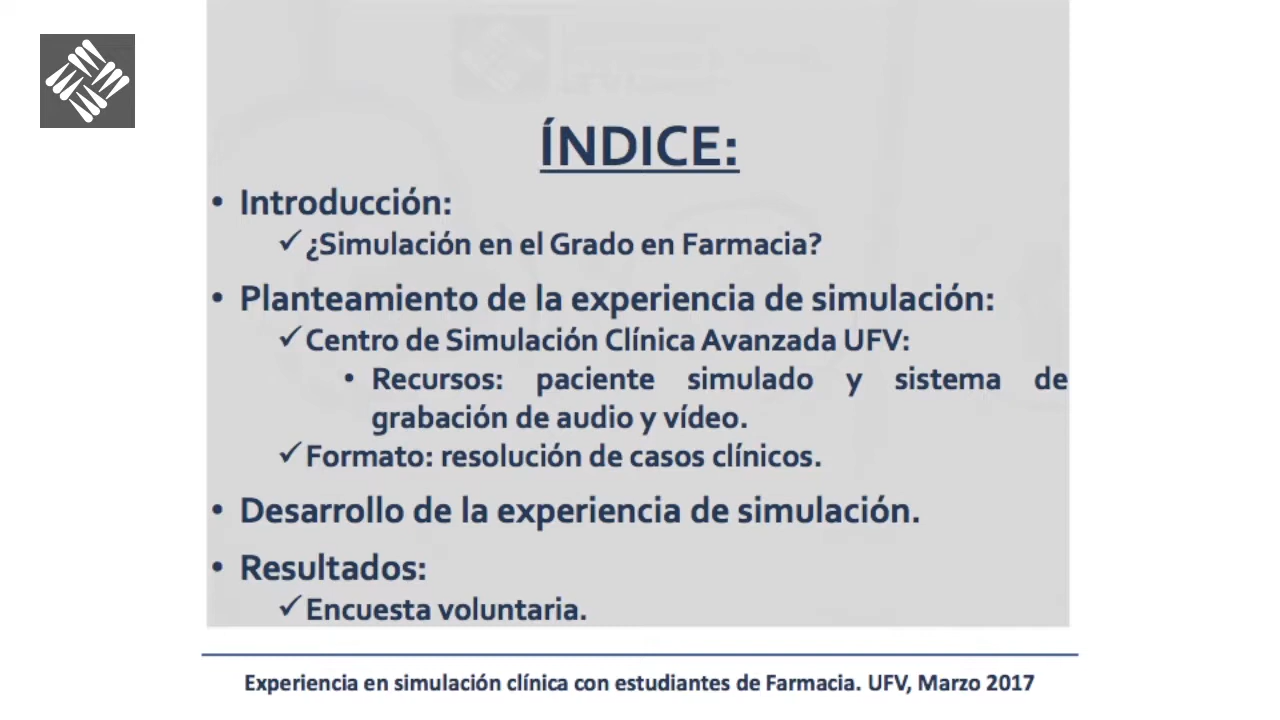 ÍNDICE:
• Introducción:
✓¿Simulación en el Grado en Farmacia?
• Planteamiento de la experiencia de simulación:
✓Centro de Simulación Clínica Avanzada UFV:
• Recursos: paciente simulado y sistema de
grabación de audio y vídeo.
✓Formato: resolución de casos clínicos.
• Desarrollo de la experiencia de simulación.
• Resultados:
✓Encuesta voluntaria.
Experiencia en simulación clínica con estudiantes de Farmacia. UFV, Marzo 2017